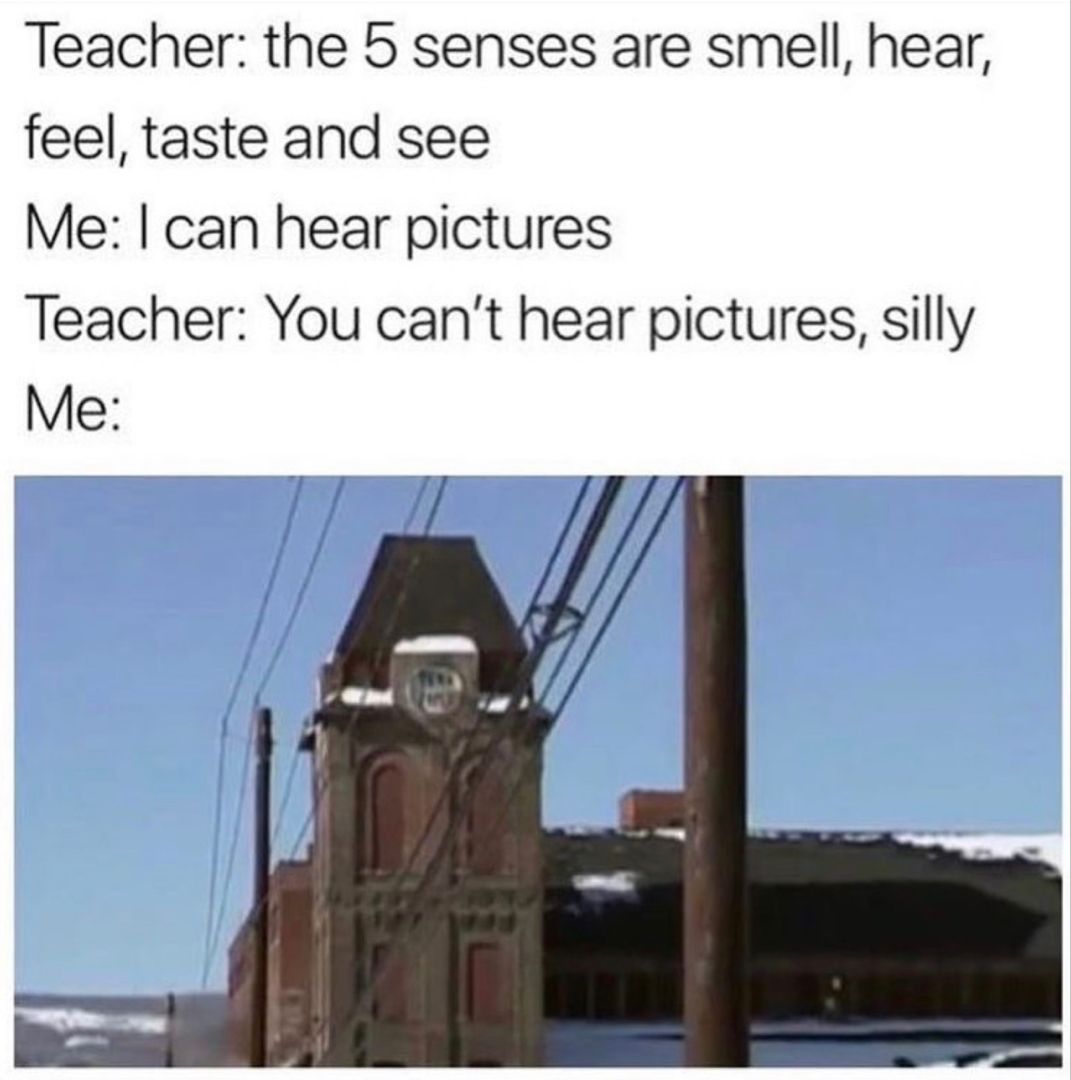 Teacher: the 5 senses are smell, hear,
feel, taste and see
Me: I can hear pictures
Teacher: You can't hear pictures, silly
Me: